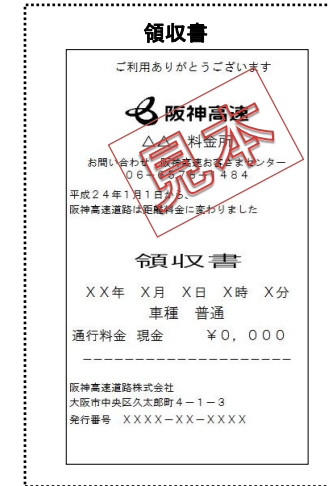 領収書
ご利用ありがとうございます
阪神高速
△△ 料金所
お問い合わせ 阪神高速お客さまセンター
06-6576-1484
平成24年1月1日から、
阪神高速道路は距離料金に変わりました
見本
領収書
XX年 X月 X日 X時 X分
車種 普通
通行料金 現金 ¥0,000
阪神高速道路株式会社
大阪市中央区久太郎町4-1-3
発行番号 XXXX-XX-XXXX